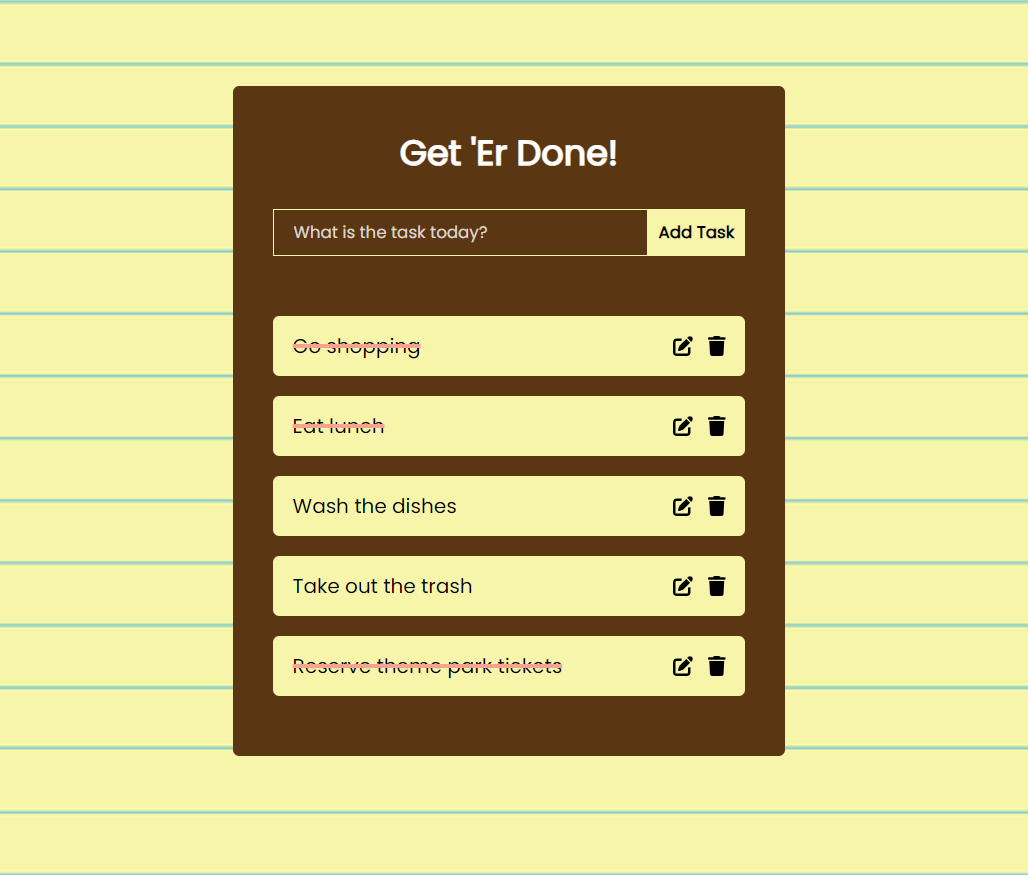 Get 'Er Done!
What is the task today?
Add Task
Go shopping
Eat lunch
Wash the dishes
Take out the trash
Reserve theme park tickets